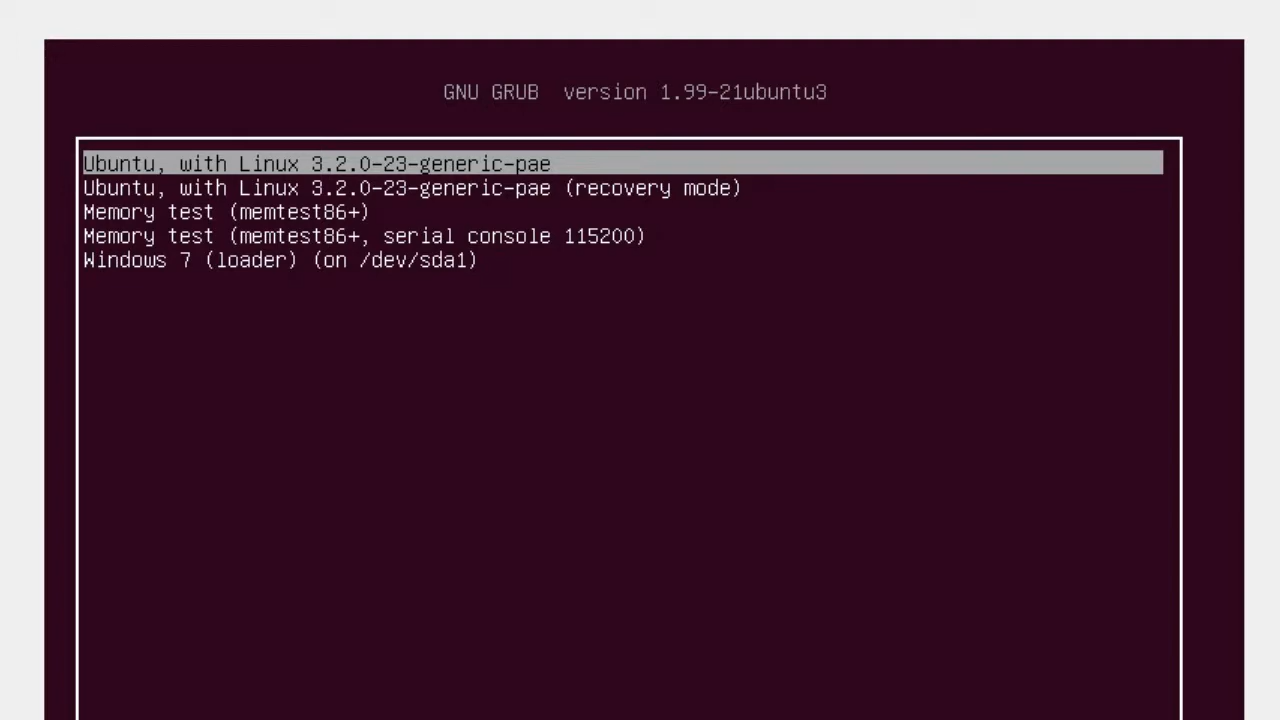 GNU GRUB  version 1.99-21ubuntu3
Ubuntu, with Linux 3.2.0-23-generic-pae
Ubuntu, with Linux 3.2.0-23-generic-pae (recovery mode)
Memory test (memtest86+)
Memory test (memtest86+, serial console 115200)
Windows 7 (loader) (on /dev/sda1)